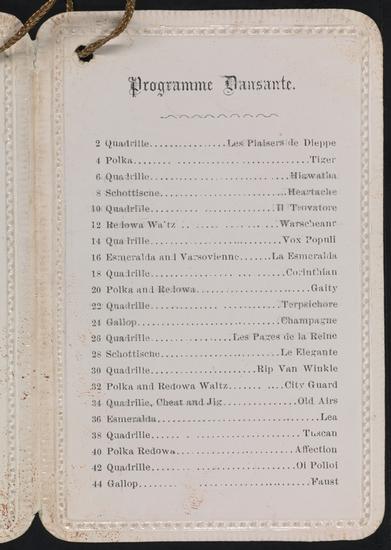 Programme Dansante.
2 Quadrille...............Les Plaisers de Dieppe
4 Polka...............Tiger
6 Quadrille...............Hiawatha
8 Schottische...............Heartache
10 Quadrille...............Il Trovatore
12 Redowa Waltz...............Warscheanr
14 Quadrille...............Vox Populi
16 Esmeralda and Varsovienne......La Esmeralda
18 Quadrille...............Corinthian
20 Polka and Redowa...............Gaity
22 Quadrille...............Terpsichore
24 Gallop...............Champagne
26 Quadrille...............Les Pages de la Reine
28 Schottische...............Le Elegante
30 Quadrille...............Rip Van Winkle
32 Polka and Redowa Waltz...............City Guard
34 Quadrille, Cheat and Jig...............Old Airs
36 Esmeralda...............Lea
38 Quadrille...............Tuscan
40 Polka Redowa...............Affection
42 Quadrille...............Oi Polloi
44 Gallop...............Faust